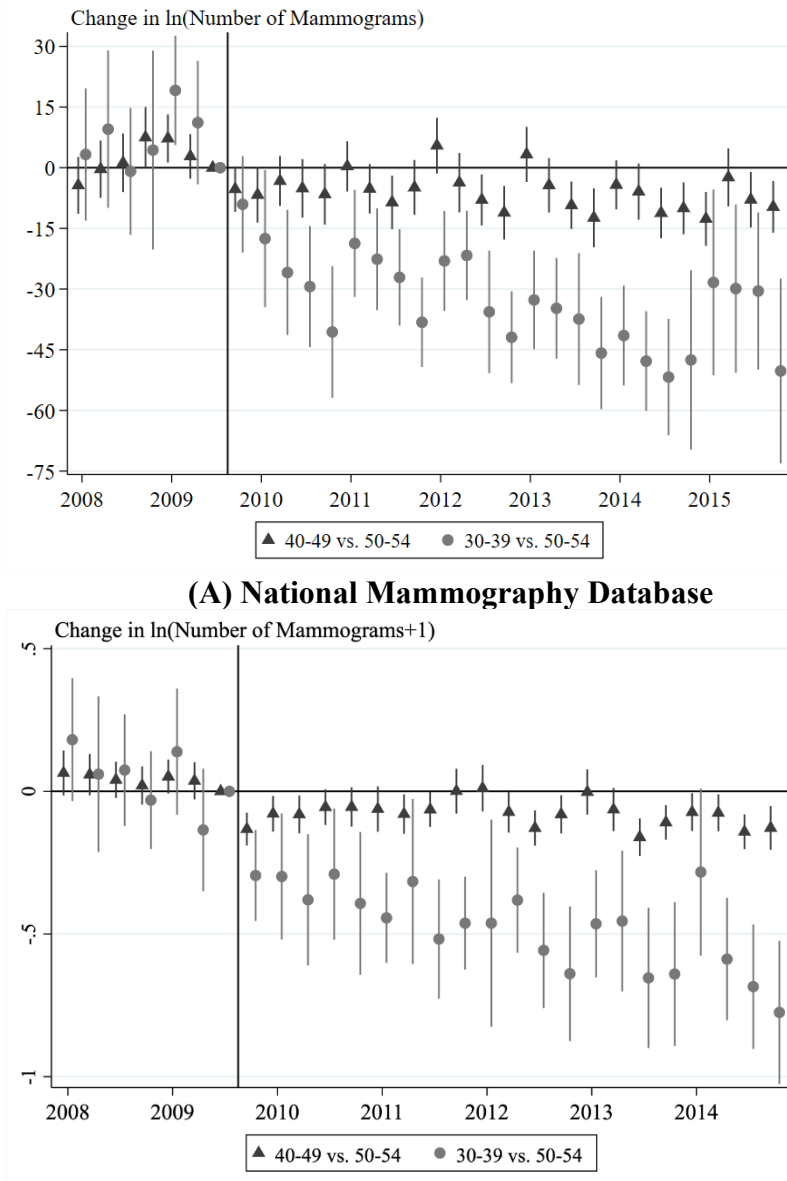 Change in ln(Number of Mammograms)
30
15
0
-15
-30
-45
-60
-75
2008 2009 2010 2011 2012 2013 2014 2015
40-49 vs. 50-54 30-39 vs. 50-54
(A) National Mammography Database
Change in ln(Number of Mammograms+1)
.5
0
-.5
-1
2008 2009 2010 2011 2012 2013 2014
40-49 vs. 50-54 30-39 vs. 50-54